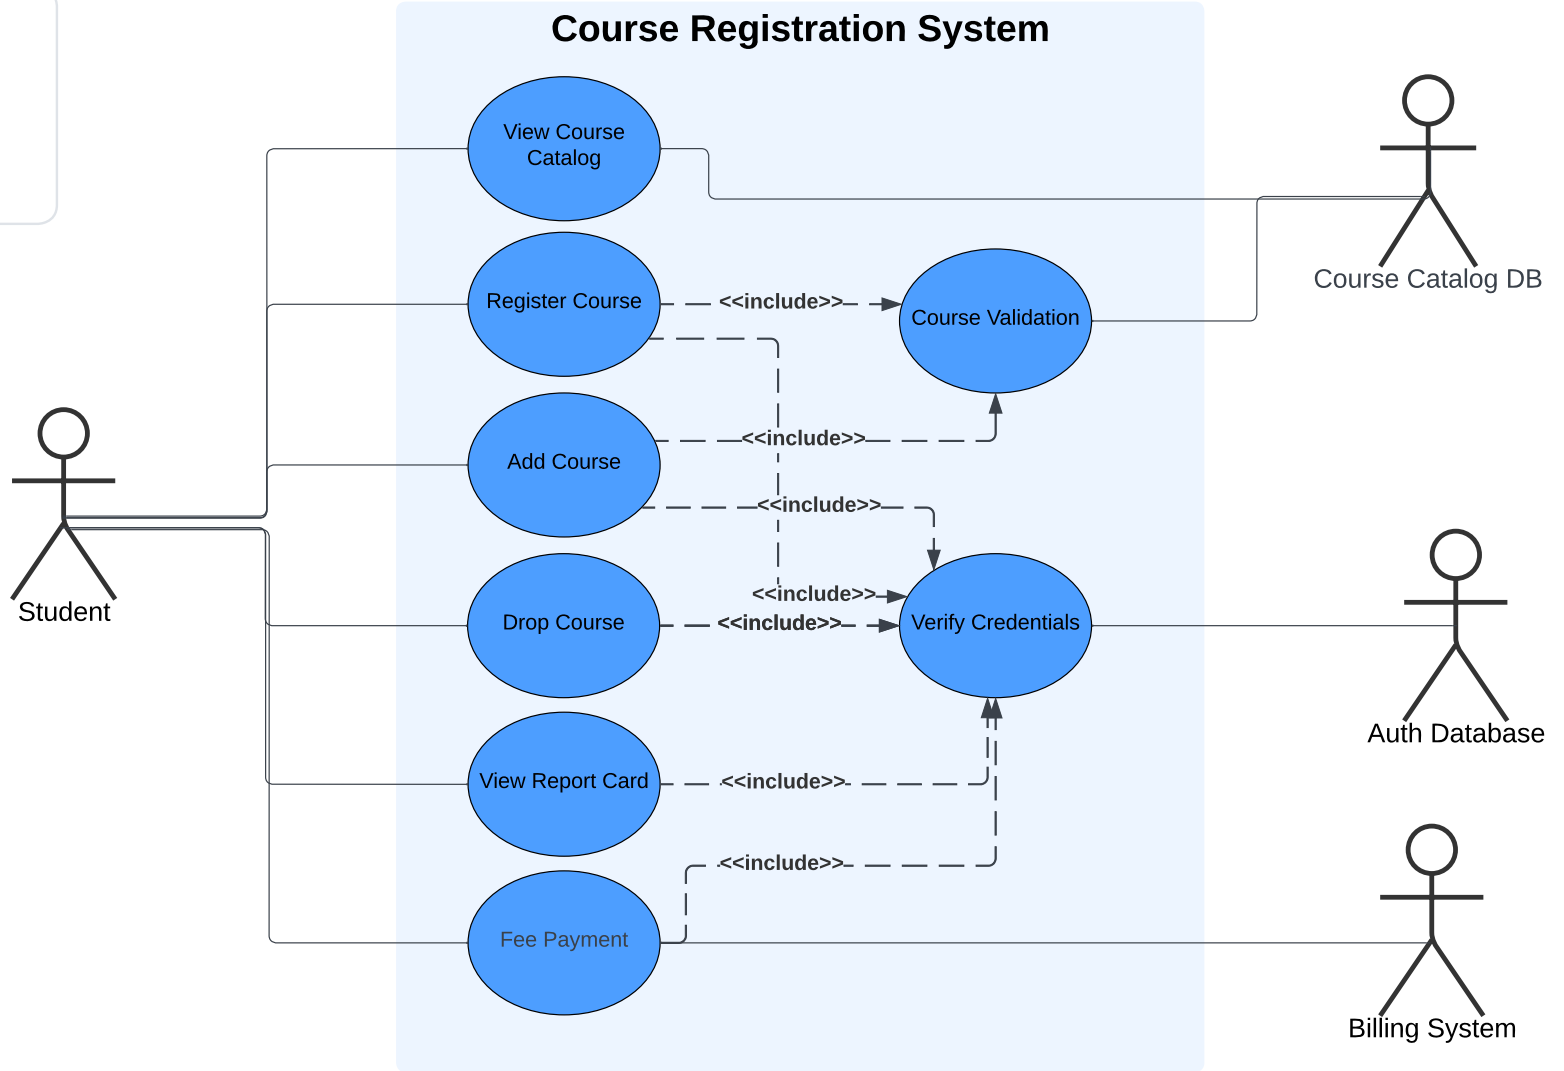 Course Registration System
View Course
Catalog
Register Course
<<include>>
Course Validation
Course Catalog DB
Add Course
<<include>>
<<include>>
Student
Drop Course
<<include>>
<<include>>
Verify Credentials
Auth Database
View Report Card
<<include>>
<<include>>
Fee Payment
Billing System